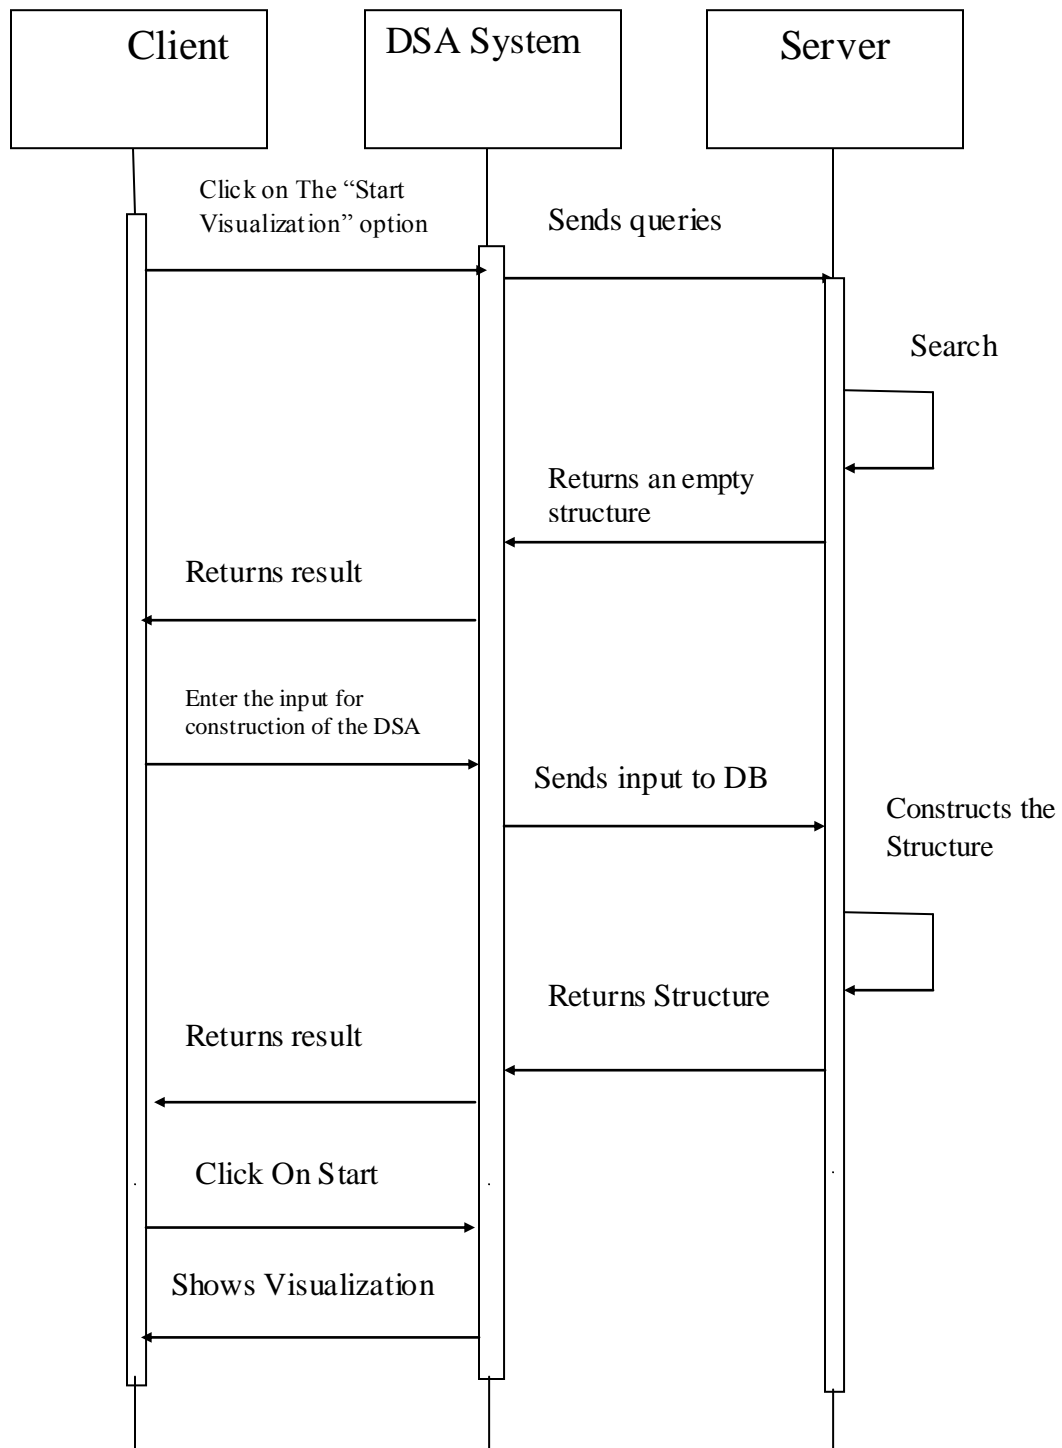 Client
DSA System
Server
Click on The “Start
Visualization” option
Sends queries
Search
Returns an empty
structure
Returns result
Enter the input for
construction of the DSA
Sends input to DB
Constructs the
Structure
Returns Structure
Returns result
Click On Start
Shows Visualization